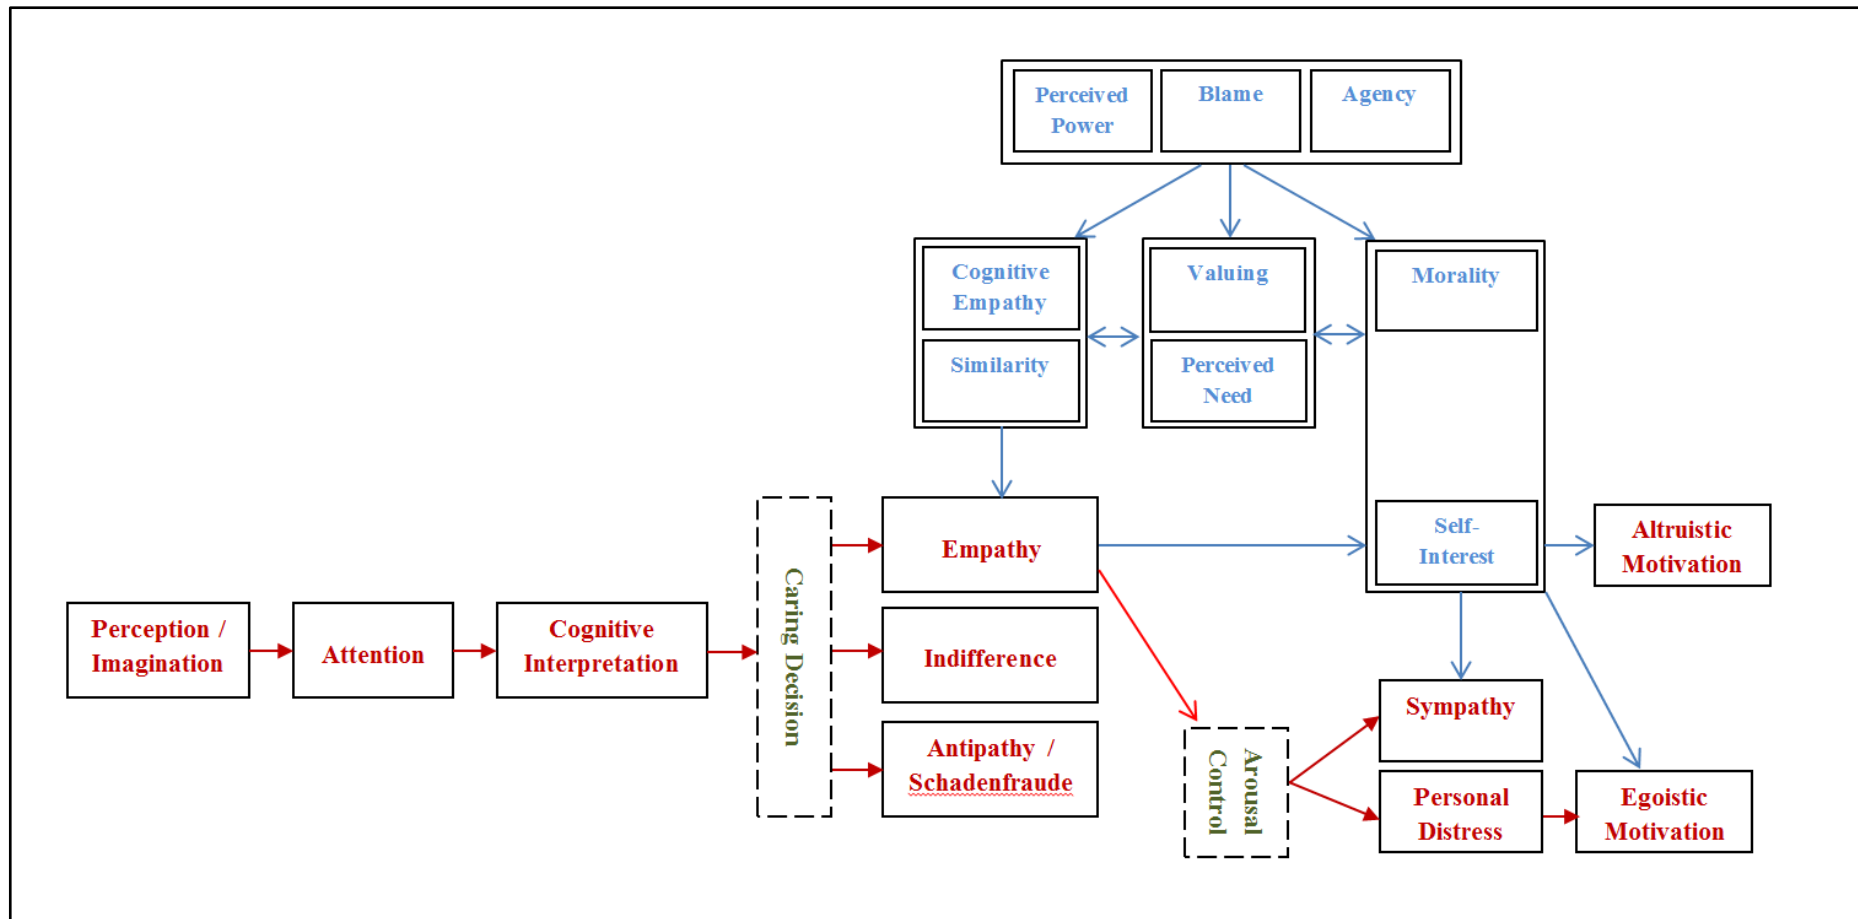 Perceived
Power
Blame
Agency
Cognitive
Empathy
Valuing
Morality
Similarity
Perceived
Need
Empathy
Self-
Interest
Altruistic
Motivation
Caring Decision
Perception /
Imagination
Attention
Cognitive
Interpretation
Indifference
Antipathy /
Schadenfraude
Arousal
Control
Sympathy
Personal
Distress
Egoistic
Motivation